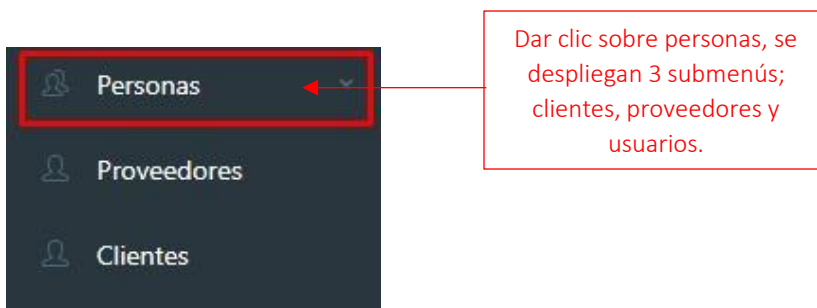 Personas
Proveedores
Clientes
Dar clic sobre personas, se
despliegan 3 submenús;
clientes, proveedores y
usuarios.